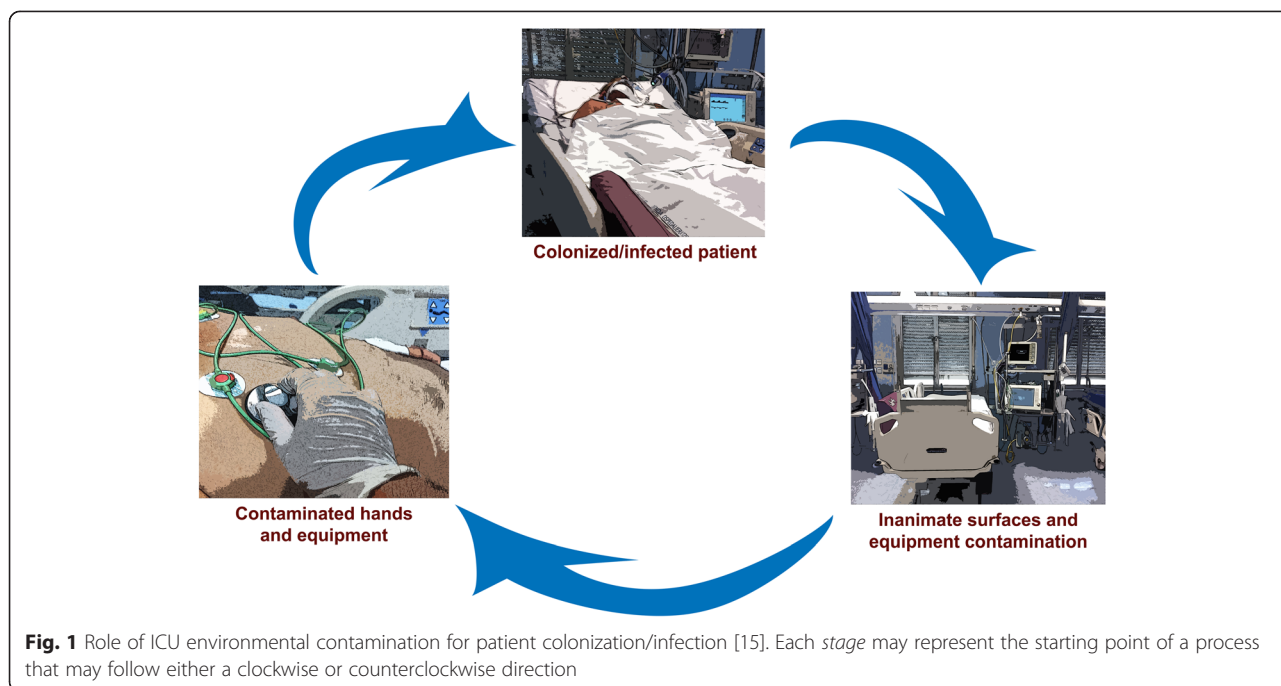 Colonized/infected patient
Contaminated hands
and equipment
Inanimate surfaces and
equipment contamination
Fig. 1 Role of ICU environmental contamination for patient colonization/infection [15]. Each stage may represent the starting point of a process
that may follow either a clockwise or counterclockwise direction